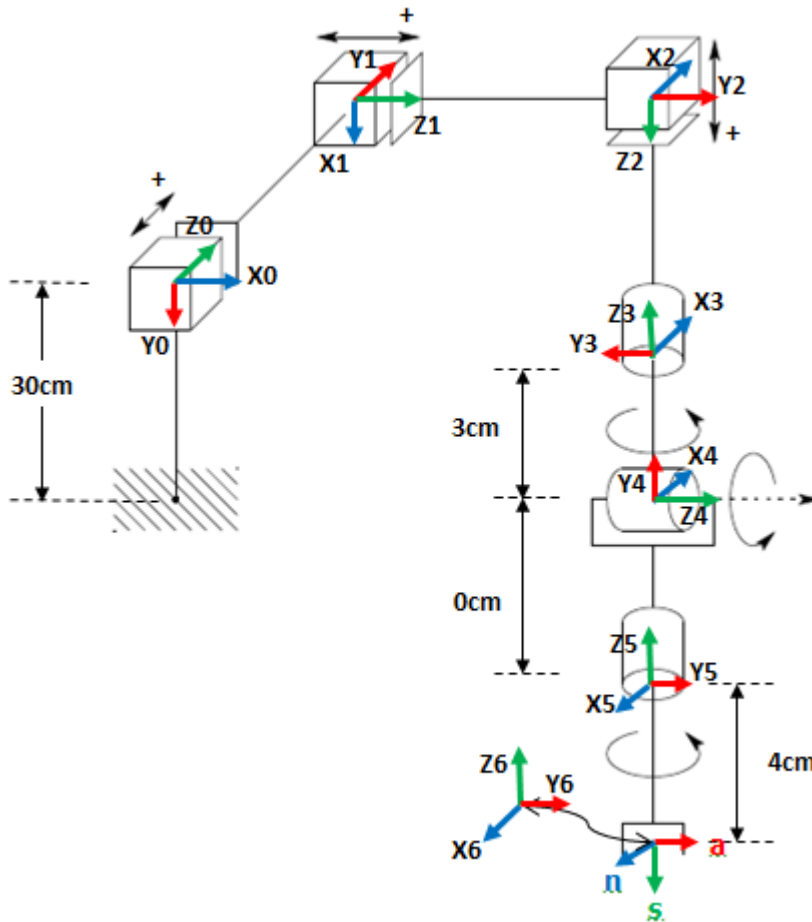 +
Y1
X2
Y2
Z1
+
X1
Z2
+
Z0
X0
Z3
X3
Y3
Y0
30cm
3cm
X4
Y4
Z4
0cm
Z5
Y5
X5
Z6
Y6
4cm
X6
a
n
s